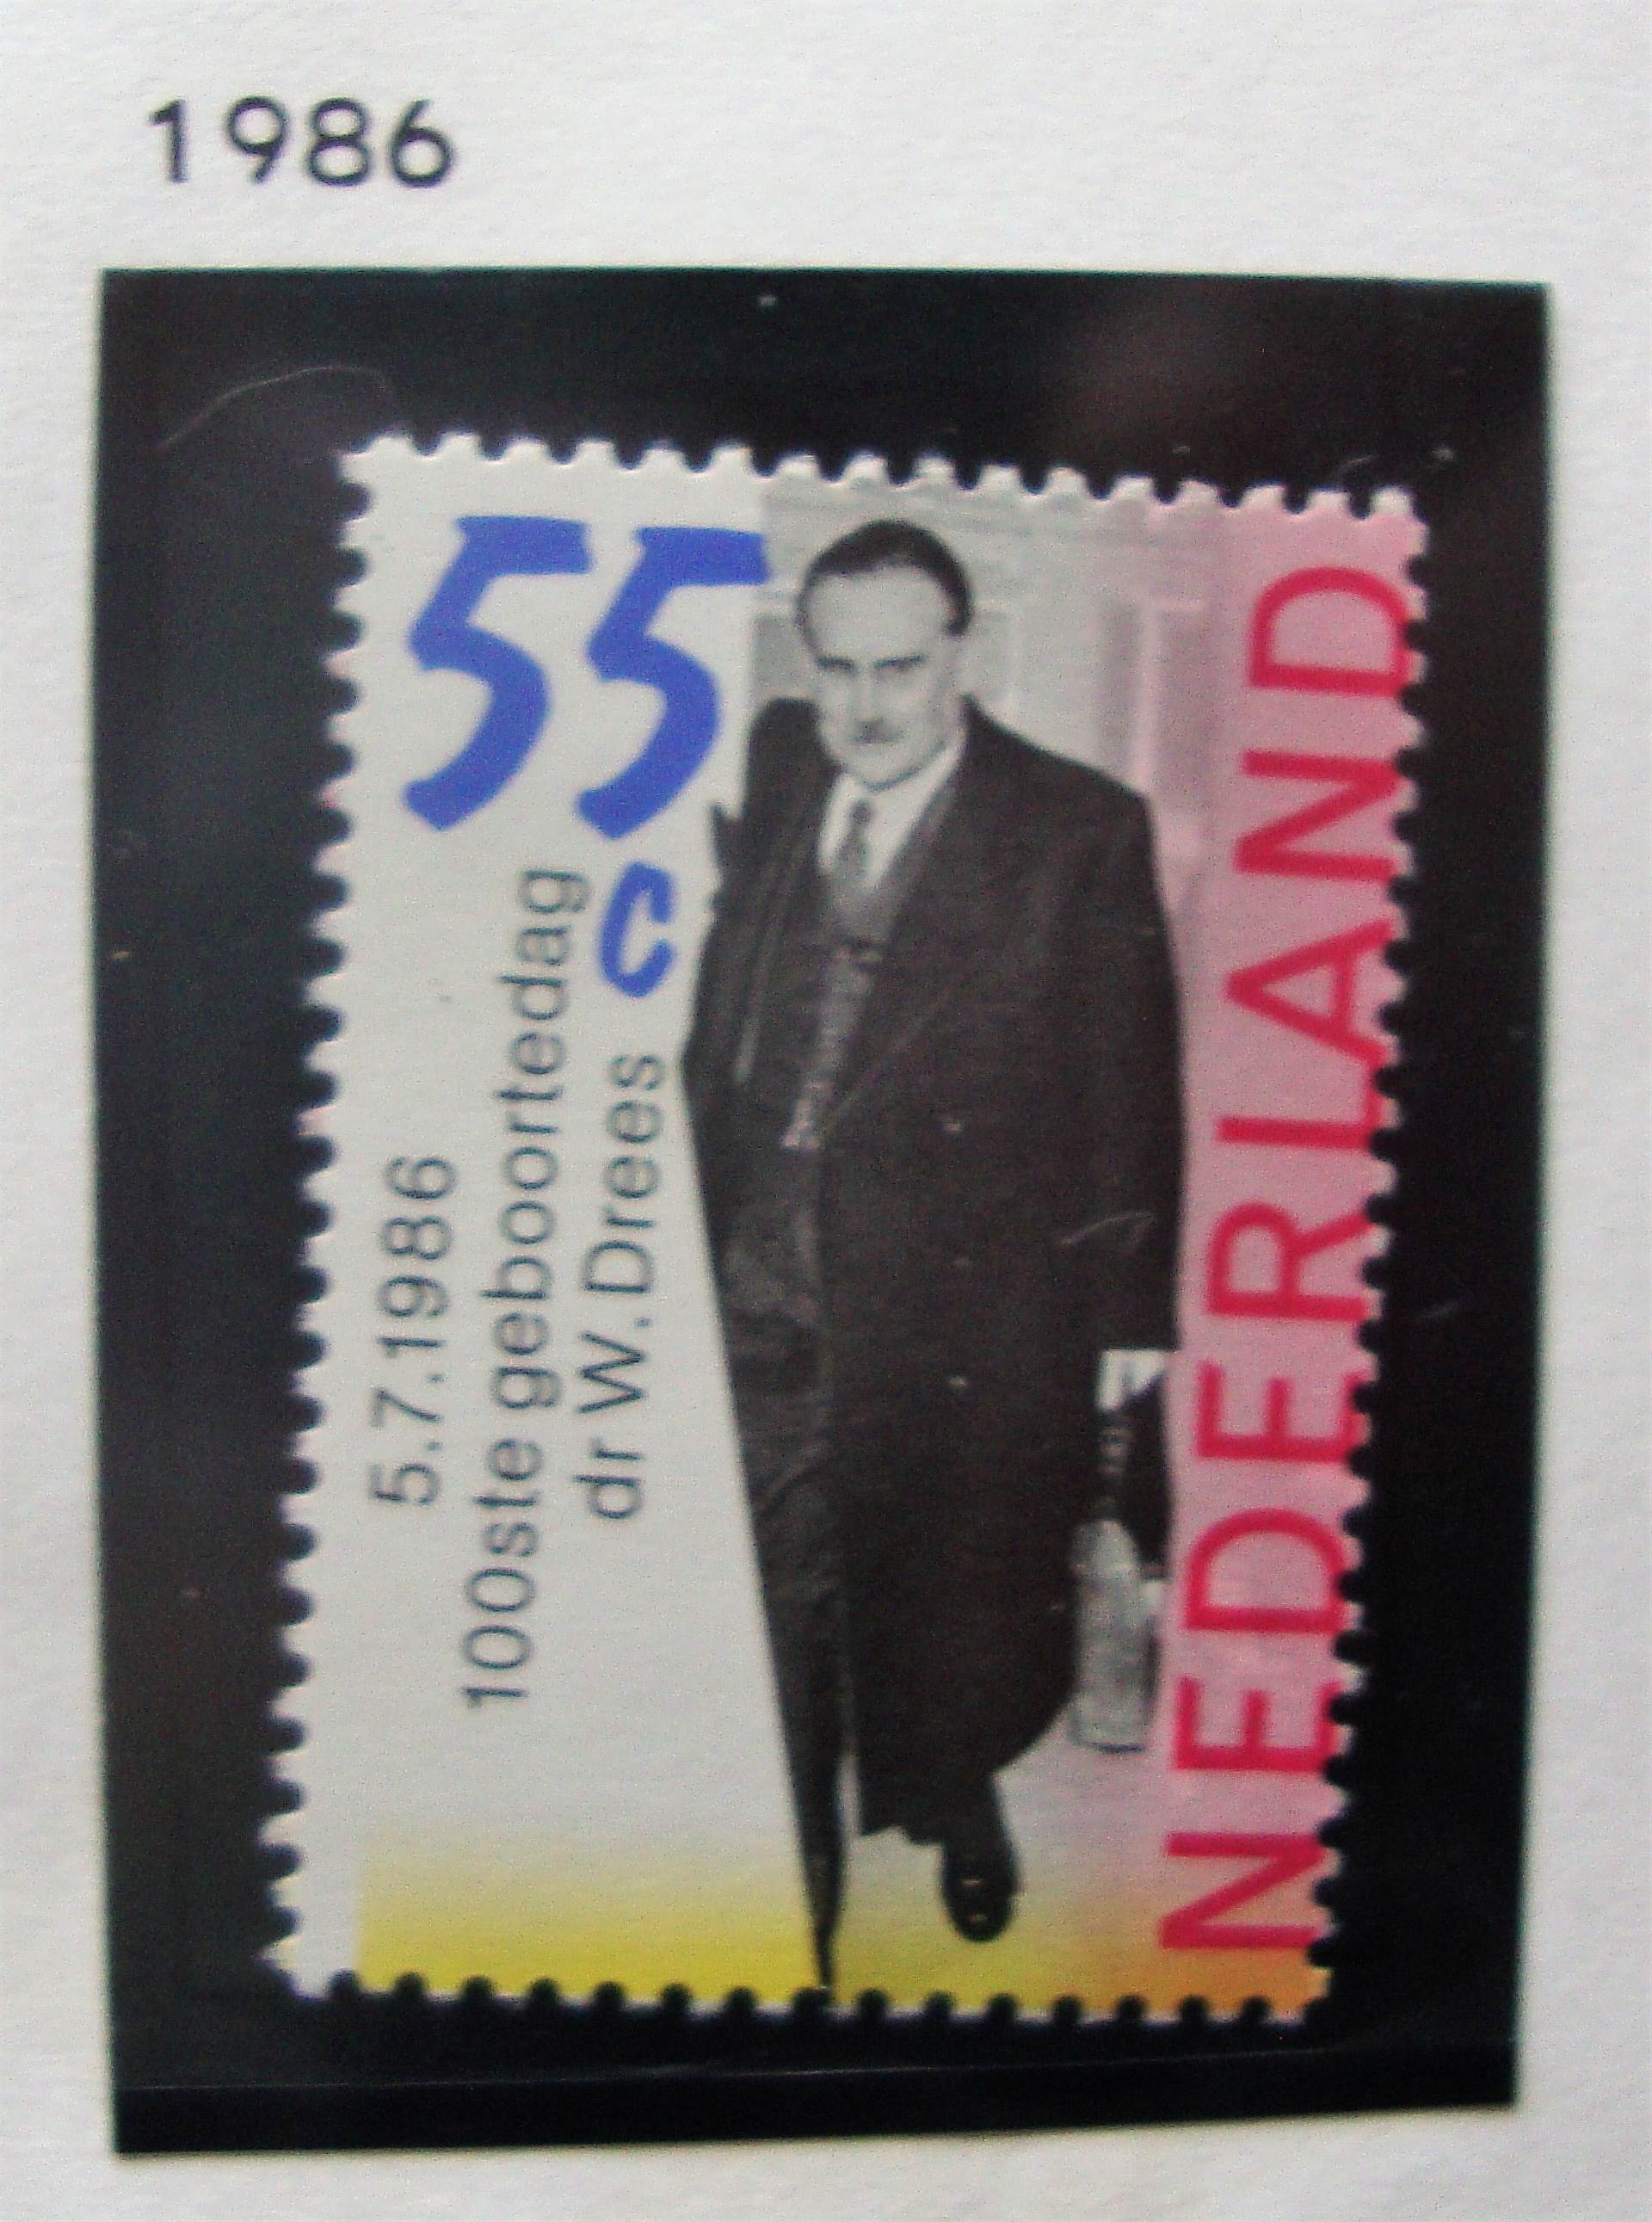 1986
55
c
5.7.1986
100ste geboortedag
dr W.Drees
NEDERLAND